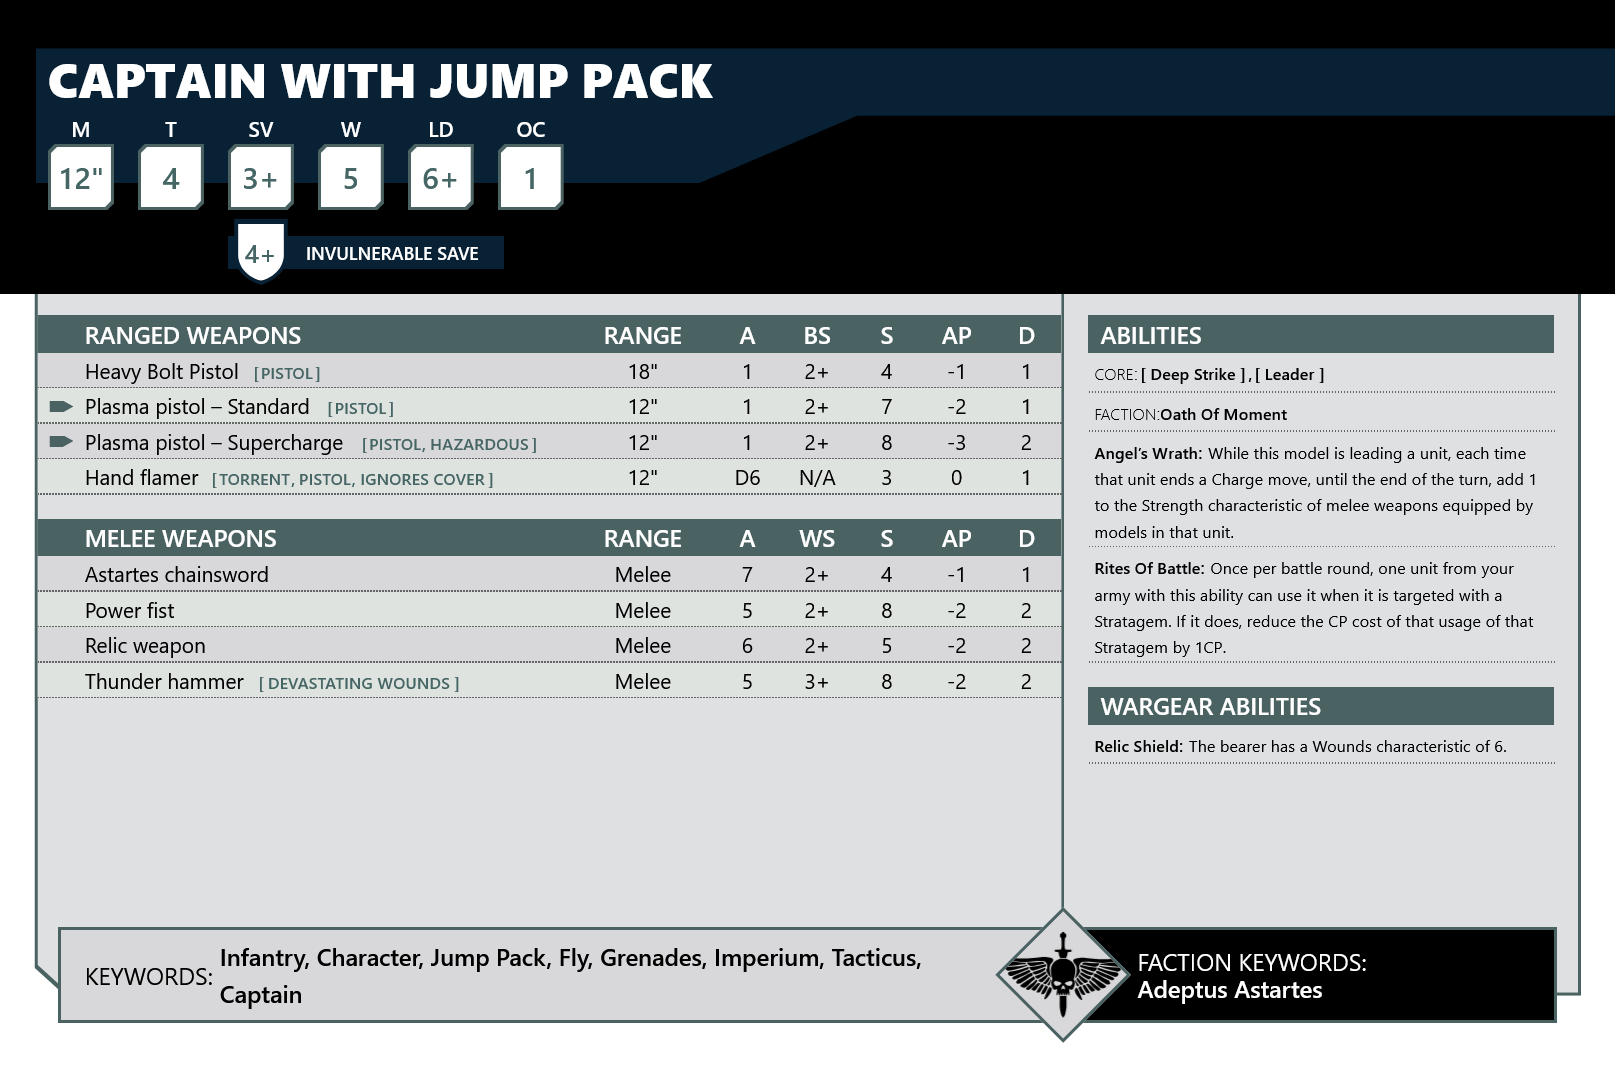 CAPTAIN WITH JUMP PACK
M T SV W LD OC
12" 4 3+ 5 6+ 1
4+ INVULNERABLE SAVE
RANGED WEAPONS RANGE A BS S AP D
Heavy Bolt Pistol [PISTOL] 18" 1 2+ 4 -1 1
Plasma pistol – Standard [PISTOL] 12" 1 2+ 7 -2 1
Plasma pistol – Supercharge [PISTOL, HAZARDOUS] 12" 1 2+ 8 -3 2
Hand flamer [TORRENT, PISTOL, IGNORES COVER] 12" D6 N/A 3 0 1
MELEE WEAPONS RANGE A WS S AP D
Astartes chainsword Melee 7 2+ 4 -1 1
Power fist Melee 5 2+ 8 -2 2
Relic weapon Melee 6 2+ 5 -2 2
Thunder hammer [ DEVASTATING WOUNDS ] Melee 5 3+ 8 -2 2
ABILITIES
CORE: [ Deep Strike ] , [ Leader ]
FACTION:Oath Of Moment
Angel's Wrath: While this model is leading a unit, each time
that unit ends a Charge move, until the end of the turn, add 1
to the Strength characteristic of melee weapons equipped by
models in that unit.
Rites Of Battle: Once per battle round, one unit from your
army with this ability can use it when it is targeted with a
Stratagem. If it does, reduce the CP cost of that usage of that
Stratagem by 1CP.
WARGEAR ABILITIES
Relic Shield: The bearer has a Wounds characteristic of 6.
KEYWORDS: Infantry, Character, Jump Pack, Fly, Grenades, Imperium, Tacticus,
Captain
FACTION KEYWORDS:
Adeptus Astartes